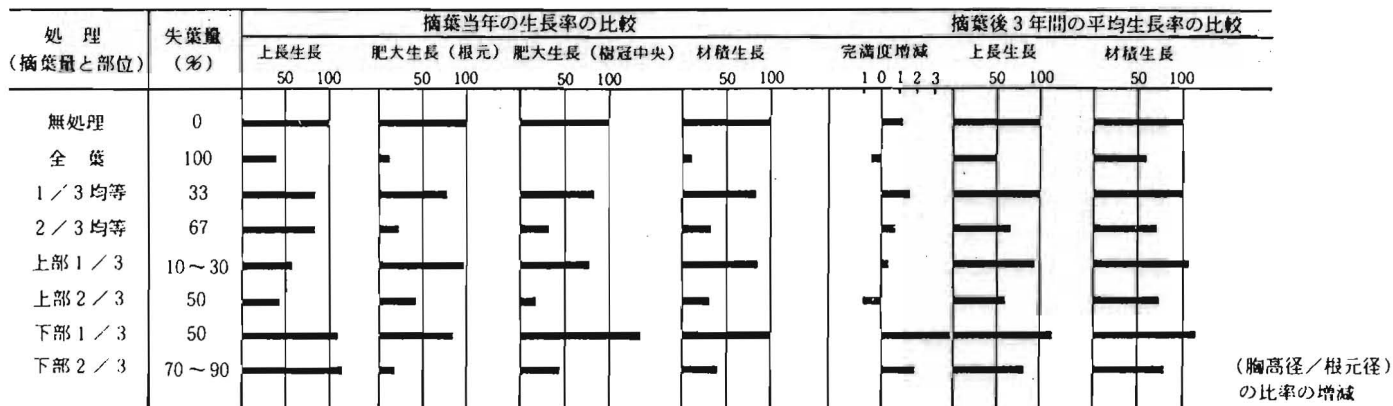 処 理
(摘葉量と部位)
失葉量
(%)
摘葉当年の生長率の比較
摘葉後3年間の平均生長率の比較
上長生長 肥大生長(根元) 肥大生長(樹冠中央) 材積生長 完満度増減 上長生長 材積生長
50 100 50 100 50 100 50 100 1 0 1 2 3 50 100 50 100
無処理 0
全 葉 100
1/3均等 33
2/3均等 67
上部1/3 10~30
上部2/3 50
下部1/3 50
下部2/3 70~90
(胸高径/根元径)
の比率の増減